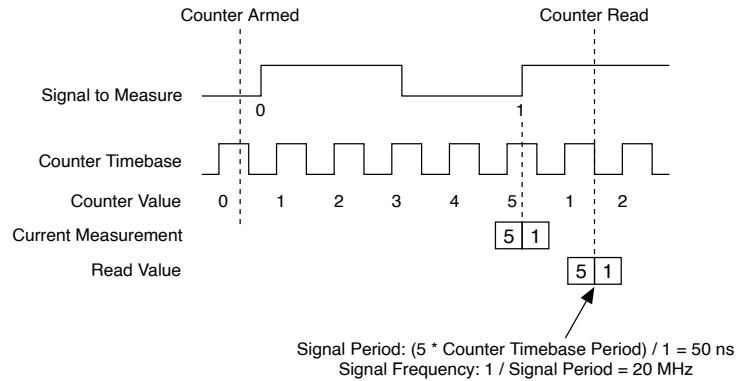 Counter Armed Counter Read
Signal to Measure
0 1
Counter Timebase
Counter Value 0 1 2 3 4 5 1 2
Current Measurement 5 1
Read Value 5 1
Signal Period: (5 * Counter Timebase Period) / 1 = 50 ns
Signal Frequency: 1 / Signal Period = 20 MHz